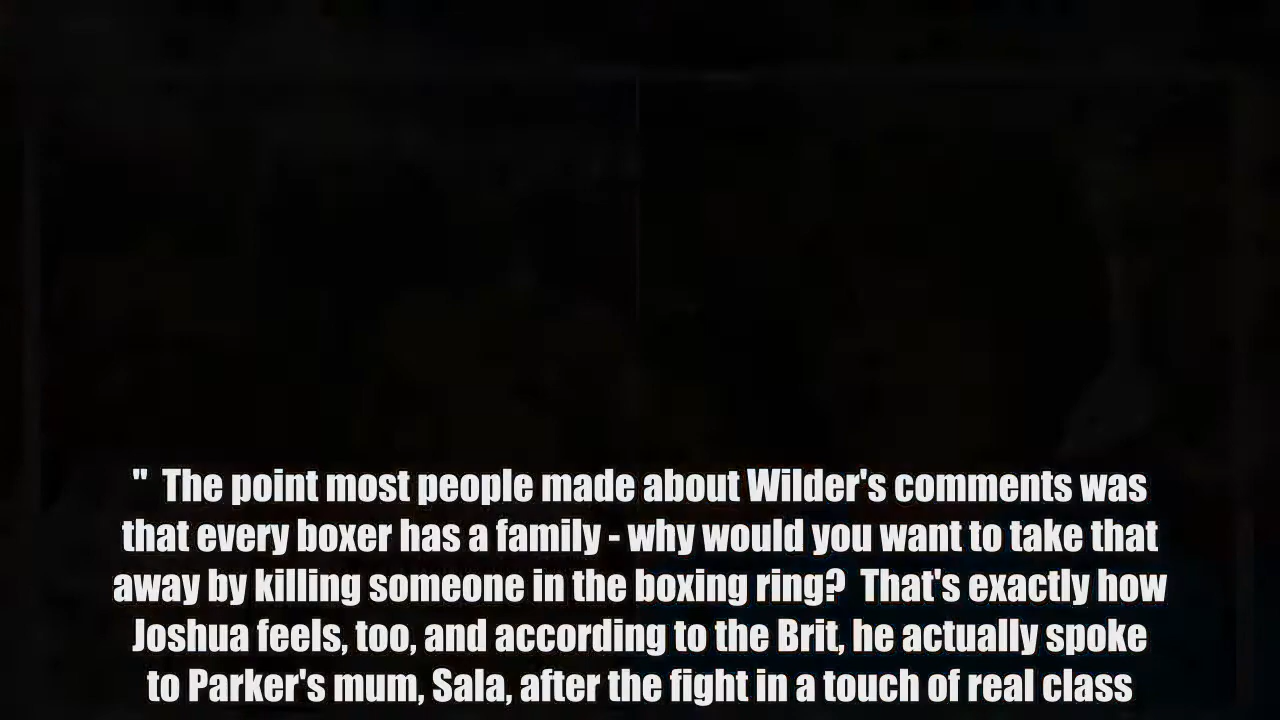 "  The point most people made about Wilder's comments was
that every boxer has a family - why would you want to take that
away by killing someone in the boxing ring?  That's exactly how
Joshua feels, too, and according to the Brit, he actually spoke
to Parker's mum, Sala, after the fight in a touch of real class